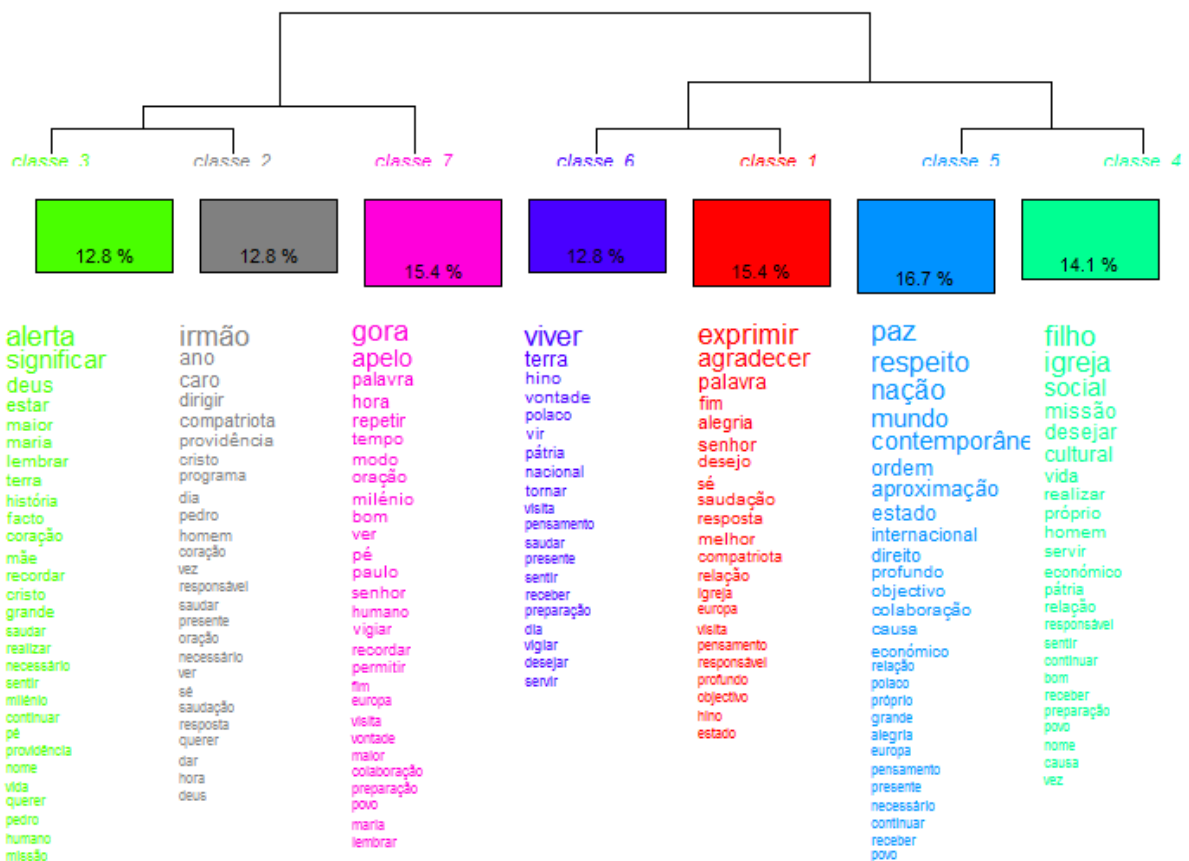 classe 3
classe 2
classe 7
classe 6
classe 1
classe 5
classe 4
12.8 %
12.8 %
15.4 %
12.8 %
15.4 %
16.7 %
14.1 %
alerta
significar
deus
estar
maior
maria
lembrar
terra
história
facto
coração
mãe
recordar
cristo
grande
saudar
realizar
necessário
sentir
milénio
continuar
pé
providência
nome
vida
querer
pedro
humano
missão
irmão
ano
caro
dirigir
compatriota
providência
cristo
programa
dia
pedro
homem
coração
vez
responsável
saudar
presente
oração
necessário
ver
sé
saudação
resposta
querer
dar
hora
deus
gora
apelo
palavra
hora
repetir
tempo
modo
oração
milénio
bom
ver
pé
paulo
senhor
humano
vigiar
recordar
permitir
fim
europa
visita
vontade
maior
colaboração
preparação
povo
maria
lembrar
viver
terra
hino
vontade
polaco
vir
pátria
nacional
tornar
visita
pensamento
saudar
presente
sentir
receber
preparação
dia
vigiar
desejar
servir
exprimir
agradecer
palavra
fim
alegria
senhor
desejo
sé
saudação
resposta
melhor
compatriota
relação
igreja
europa
visita
pensamento
responsável
profundo
objectivo
hino
estado
paz
respeito
nação
mundo
contemporâne
ordem
aproximação
estado
internacional
direito
profundo
objectivo
colaboração
causa
económico
relação
polaco
próprio
grande
alegria
europa
pensamento
presente
necessário
continuar
receber
povo
filho
igreja
social
missão
desejar
cultural
vida
realizar
próprio
homem
servir
económico
pátria
relação
responsável
sentir
continuar
bom
receber
preparação
povo
nome
causa
vez